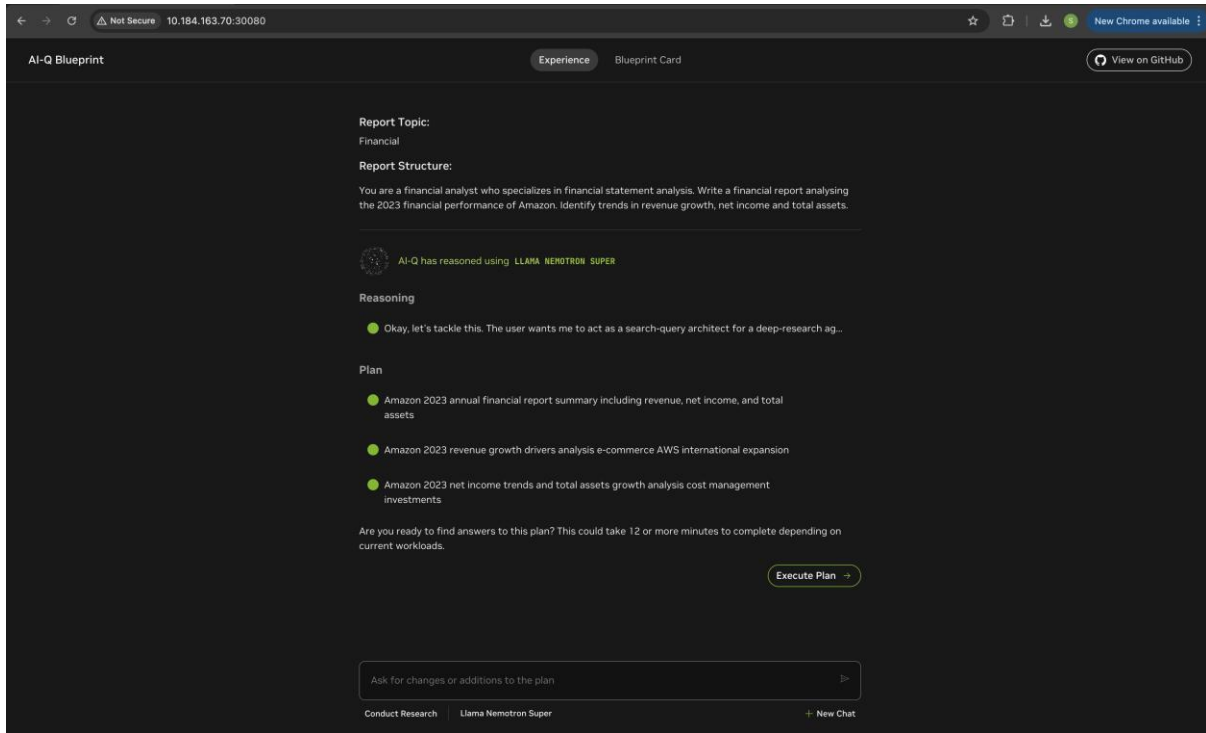 Not Secure 10.184.163.70:30080
S
New Chrome available
AI-Q Blueprint
Experience
Blueprint Card
View on GitHub
Report Topic:
Financial
Report Structure:
You are a financial analyst who specializes in financial statement analysis. Write a financial report analysing
the 2023 financial performance of Amazon. Identify trends in revenue growth, net income and total assets.
AI-Q has reasoned using LLAMA NEMOTRON SUPER
Reasoning
Okay, let's tackle this. The user wants me to act as a search-query architect for a deep-research ag...
Plan
Amazon 2023 annual financial report summary including revenue, net income, and total
assets
Amazon 2023 revenue growth drivers analysis e-commerce AWS international expansion
Amazon 2023 net income trends and total assets growth analysis cost management
investments
Are you ready to find answers to this plan? This could take 12 or more minutes to complete depending on
current workloads.
Execute Plan →
Ask for changes or additions to the plan
Conduct Research
Llama Nemotron Super
+ New Chat